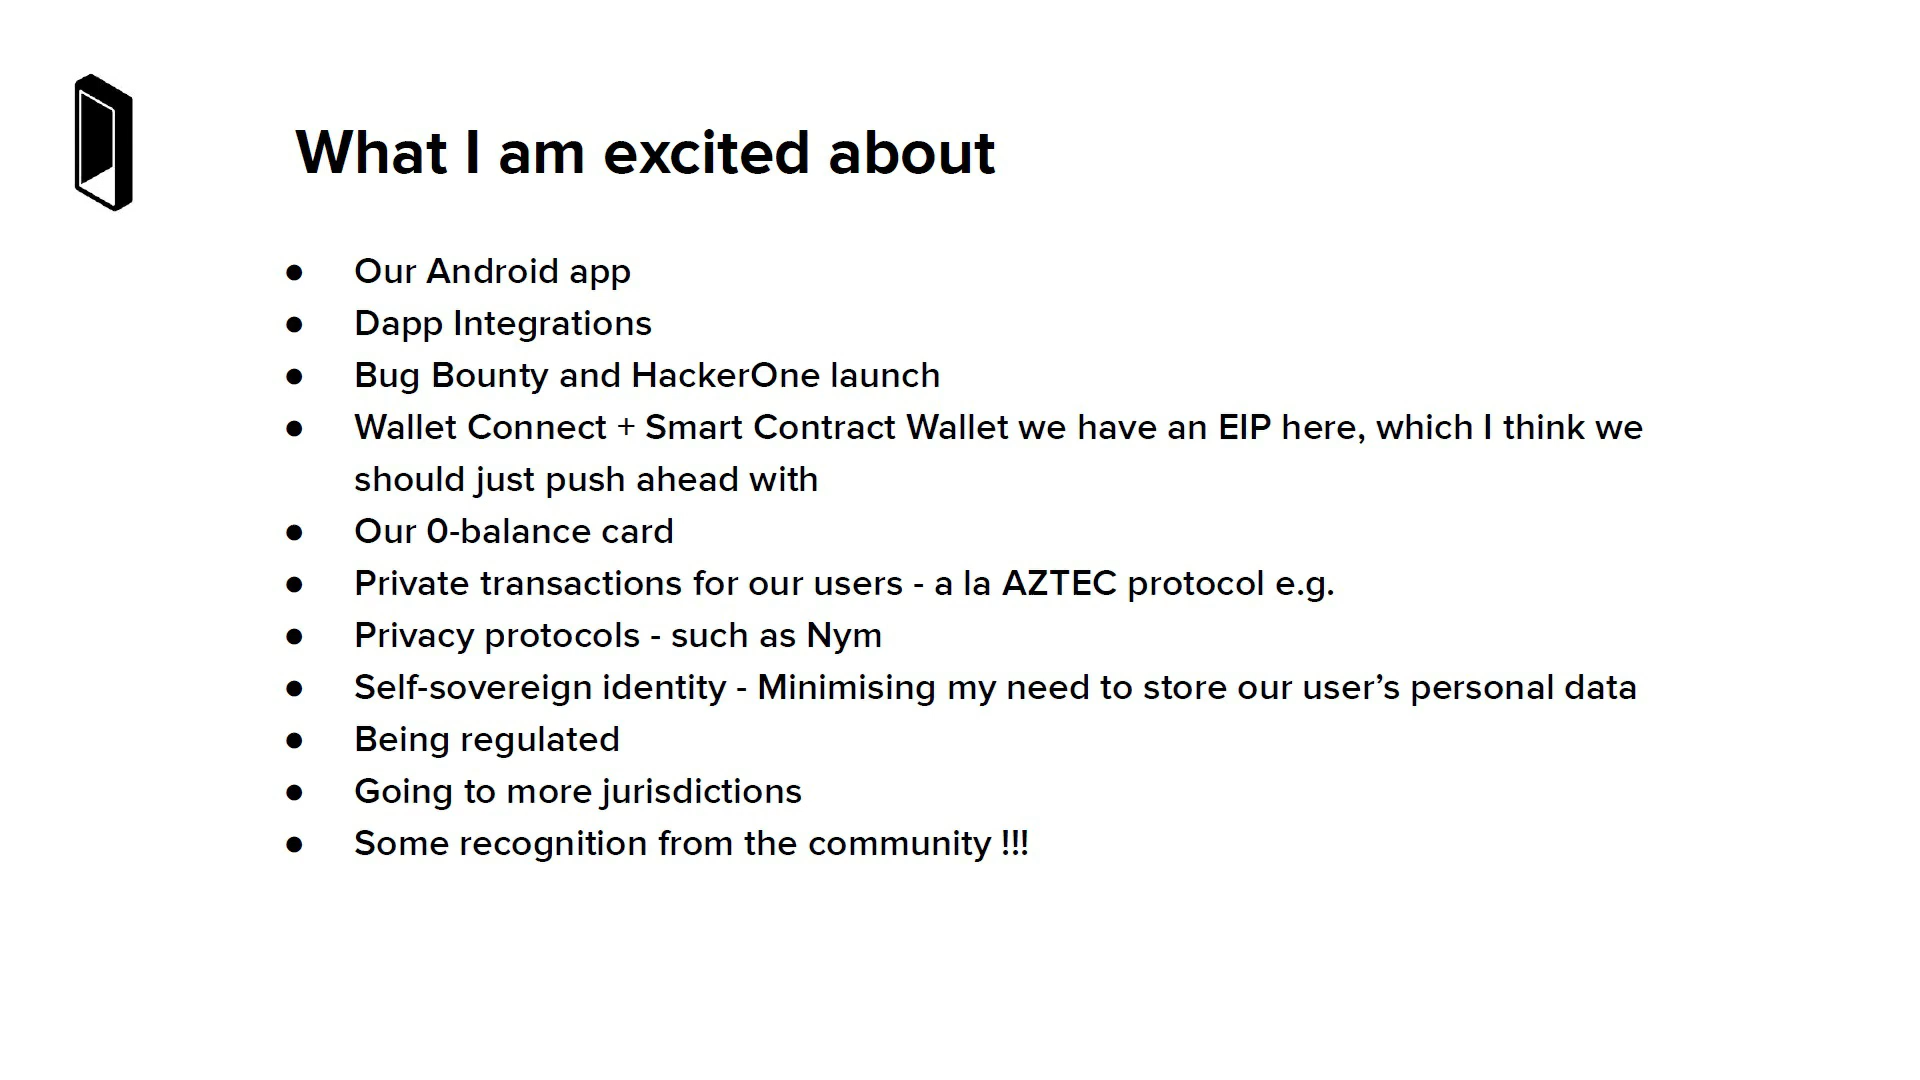 What I am excited about
● Our Android app
● Dapp Integrations
● Bug Bounty and HackerOne launch
● Wallet Connect + Smart Contract Wallet we have an EIP here, which I think we
should just push ahead with
● Our 0-balance card
● Private transactions for our users - a la AZTEC protocol e.g.
● Privacy protocols - such as Nym
● Self-sovereign identity - Minimising my need to store our user’s personal data
● Being regulated
● Going to more jurisdictions
● Some recognition from the community !!!